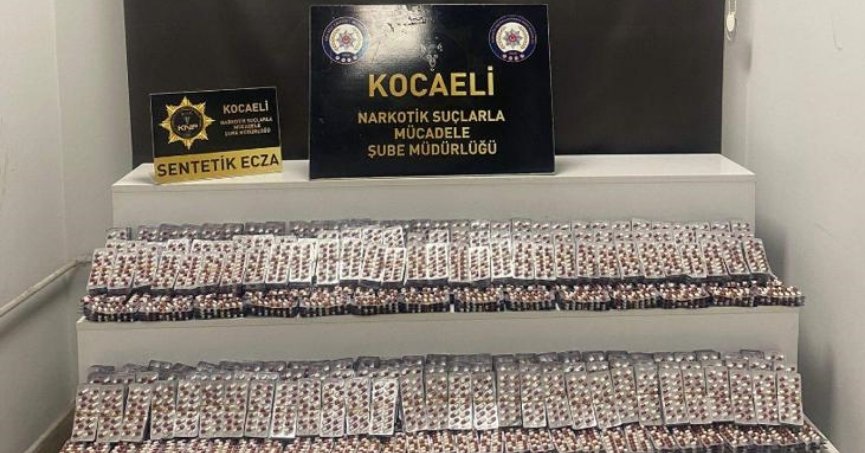 KOCAELİ
NARKOTİK SUÇLARLA
MÜCADELE
ŞUBE MÜDÜRLÜĞÜ
KOCAELİ
NARKOTİK SUÇLARLA
MÜCADELE
ŞUBE MÜDÜRLÜĞÜ
SENTETİK ECZA